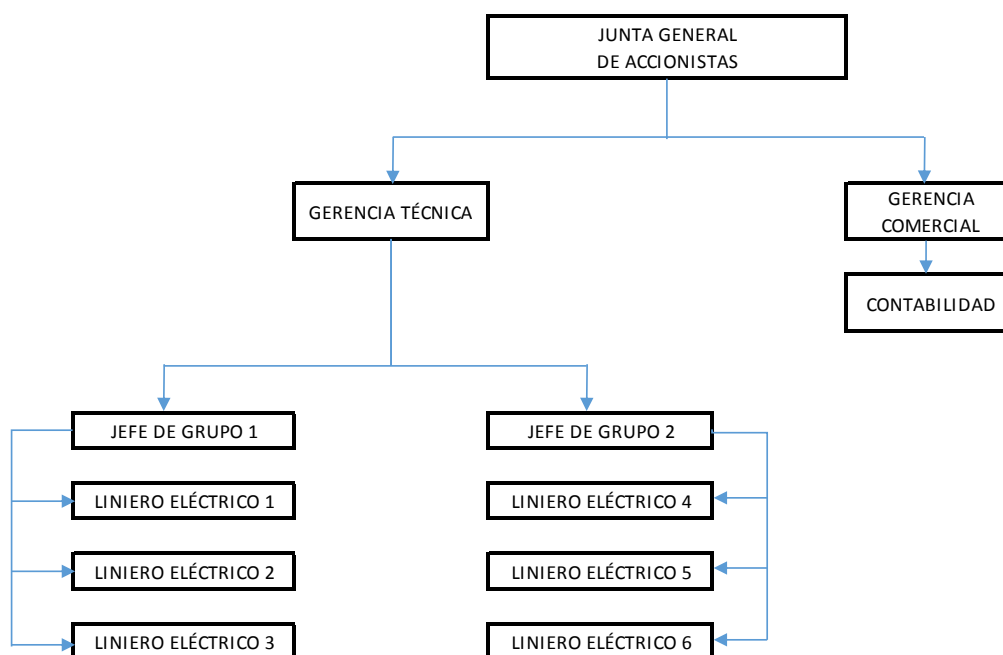 JUNTA GENERAL
DE ACCIONISTAS
GERENCIA TÉCNICA
GERENCIA
COMERCIAL
CONTABILIDAD
JEFE DE GRUPO 1
JEFE DE GRUPO 2
LINIERO ELÉCTRICO 1
LINIERO ELÉCTRICO 4
LINIERO ELÉCTRICO 2
LINIERO ELÉCTRICO 5
LINIERO ELÉCTRICO 3
LINIERO ELÉCTRICO 6